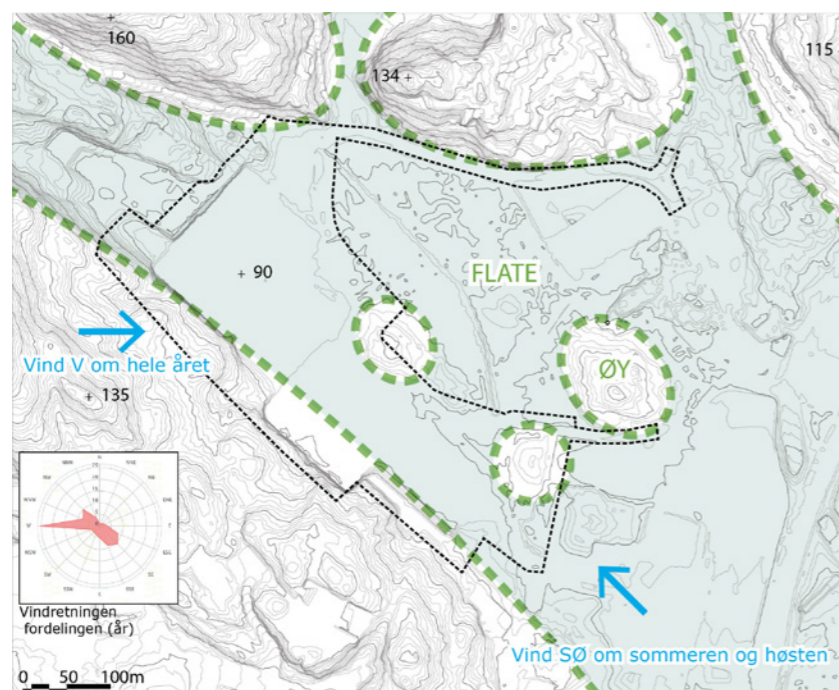 160
134
115
+ 90
FLATE
Vind V om hele året
ØY
+ 135
N
V
S
Vindretningen
fordelingen (år)
0 50 100m
Vind SØ om sommeren og høsten